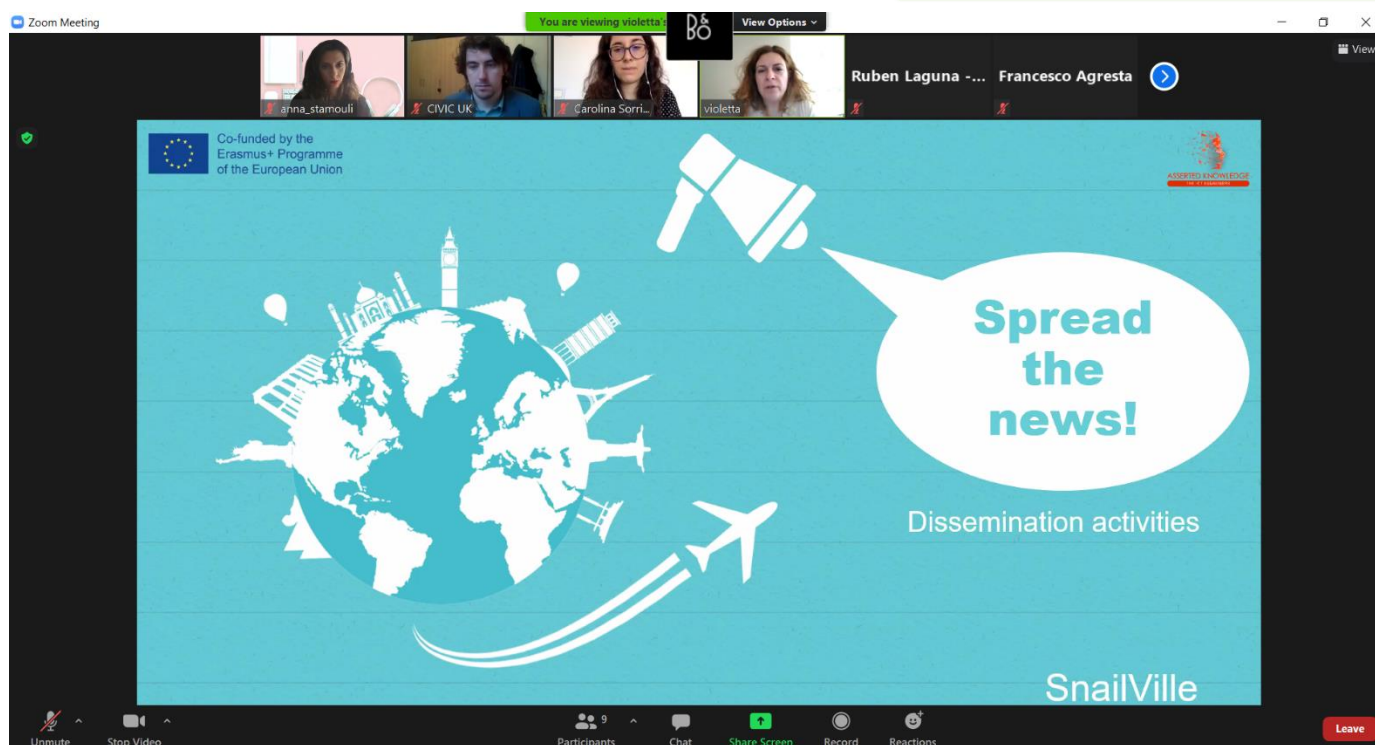 Zoom Meeting
You are viewing violetta's
B&
BO
View Options
View
anna_stamouli
CIVIC UK
Carolina Sorri...
violetta
Ruben Laguna -...
Francesco Agresta
Co-funded by the
Erasmus+ Programme
of the European Union
ASSERTED KNOWLEDGE
Spread
the
news!
Dissemination activities
SnailVille
Unmute
Stop Video
9
Participants
Chat
Share Screen
Record
Reactions
Leave